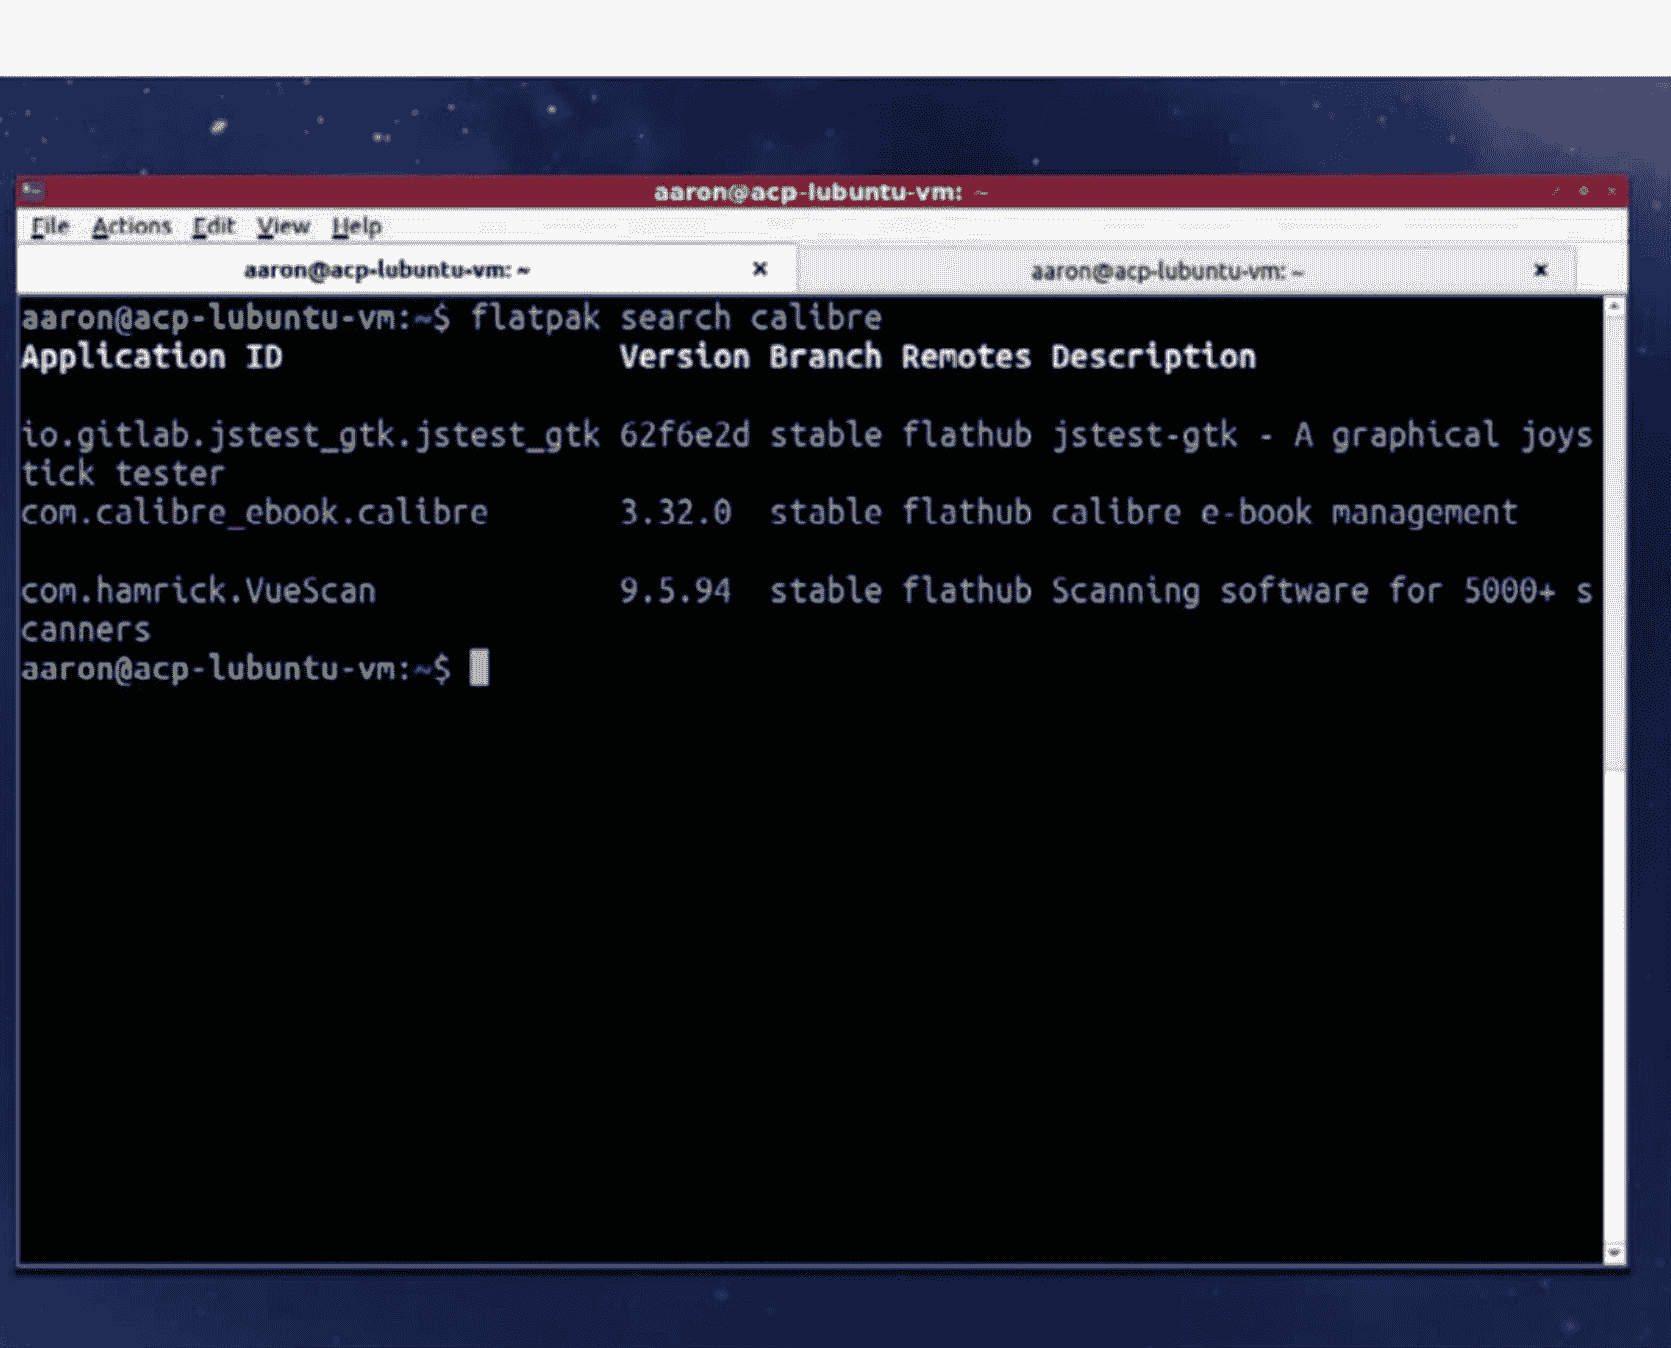 aaron@acp-lubuntu-vm: ~
File Actions Edit View Help
aaron@acp-lubuntu-vm: ~ aaron@acp-lubuntu-vm: ~
aaron@acp-lubuntu-vm:~$ flatpak search calibre
Application ID Version Branch Remotes Description
io.gitlab.jstest_gtk.jstest_gtk 62f6e2d stable flathub jstest-gtk - A graphical joys
tick tester
com.calibre_ebook.calibre 3.32.0 stable flathub calibre e-book management
com.hamrick.VueScan 9.5.94 stable flathub Scanning software for 5000+ s
canners
aaron@acp-lubuntu-vm:~$